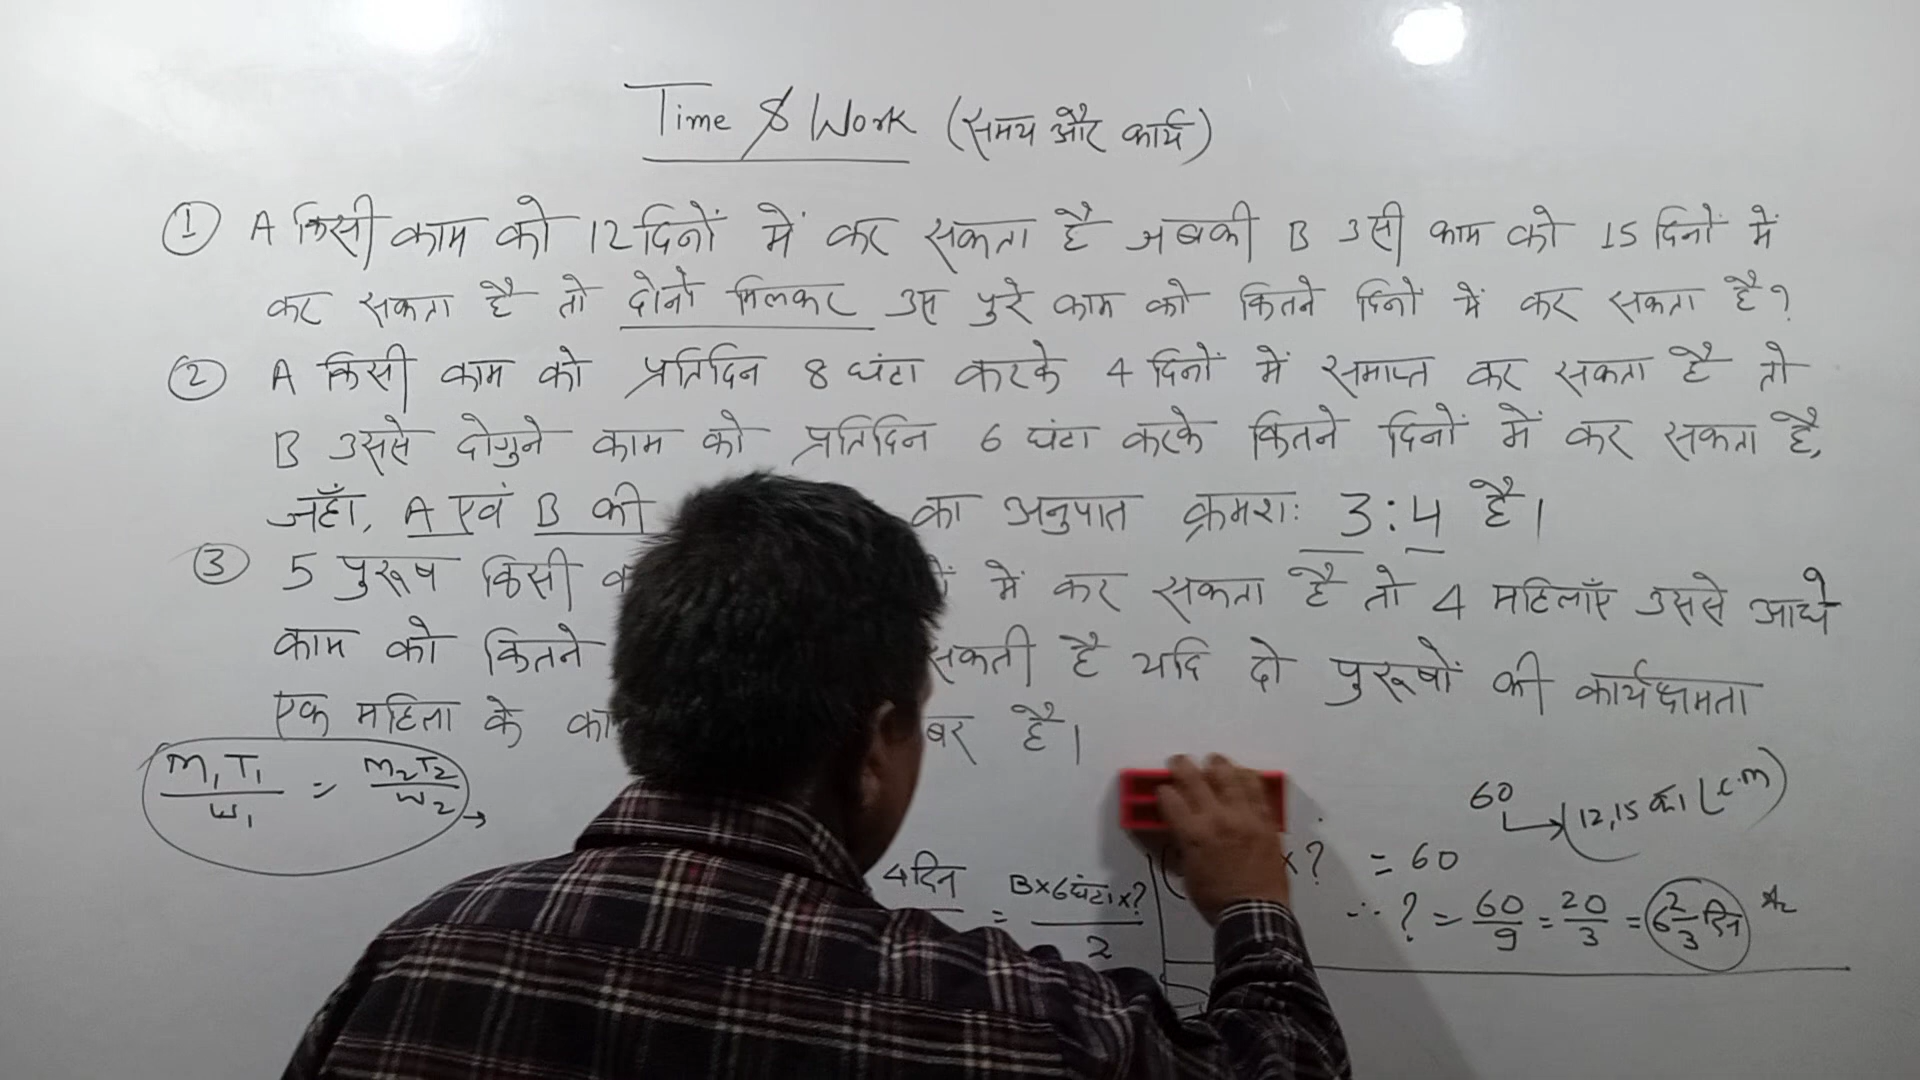 Time & Work (समय और कार्य)
① A किसी काम को 12 दिनों में कर सकता है जबकी B उसी काम को 15 दिनों में
कर सकता है तो दोनो मिलकर उस पुरे काम को कितने दिनों में कर सकता है?
② A किसी काम को प्रतिदिन 8 घंटा करके 4 दिनों में समाप्त कर सकता है तो
B उससे दोगुने काम को प्रतिदिन 6 घंटा करके कितने दिनों में कर सकता है,
जहाँ, A एवं B की का अनुपात क्रमशः 3:4 है।
③ 5 पुरूष किसी में कर सकता है तो 4 महिलाएँ उससे आधे
काम को कितने सकती है यदि दो पुरूषों की कार्यक्षमता
एक महिला के का बर है।
M₁T₁/W₁ = M₂T₂/W₂ →
60 → 12,15 का LCM
×? = 60
4 दिन = B×6घंटा×?/2
∴ ? = 60/9 = 20/3 = 6 2/3 दिन